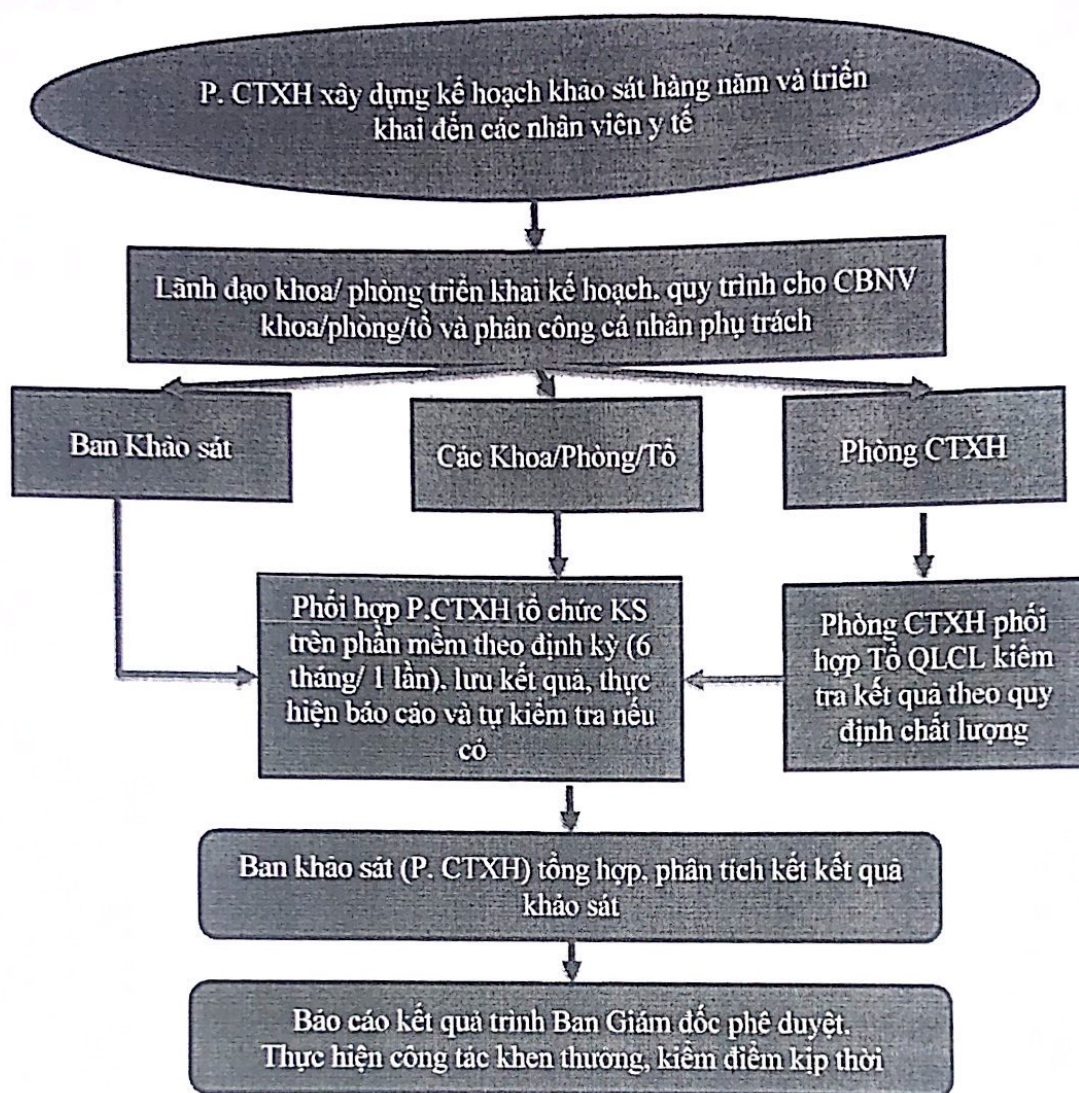 P. CTXH xây dựng kế hoạch khảo sát hàng năm và triển
khai đến các nhân viên y tế
Lãnh đạo khoa/ phòng triển khai kế hoạch. quy trình cho CBNV
khoa/phòng/tổ và phân công cá nhân phụ trách
Ban Khảo sát
Các Khoa/Phòng/Tổ
Phòng CTXH
Phối hợp P.CTXH tổ chức KS
trên phần mềm theo định kỳ (6
tháng/ 1 lần). lưu kết quả, thực
hiện báo cáo và tự kiểm tra nếu
có
Phòng CTXH phối
hợp Tổ QLCL kiểm
tra kết quả theo quy
định chất lượng
Ban khảo sát (P. CTXH) tổng hợp. phân tích kết kết quả
khảo sát
Báo cáo kết quả trình Ban Giám đốc phê duyệt.
Thực hiện công tác khen thưởng, kiểm điểm kịp thời